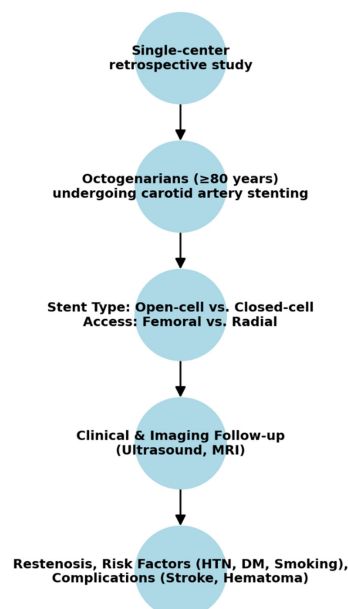 Single-center
retrospective study
Octogenarians (≥80 years)
undergoing carotid artery stenting
Stent Type: Open-cell vs. Closed-cell
Access: Femoral vs. Radial
Clinical & Imaging Follow-up
(Ultrasound, MRI)
Restenosis, Risk Factors (HTN, DM, Smoking),
Complications (Stroke, Hematoma)